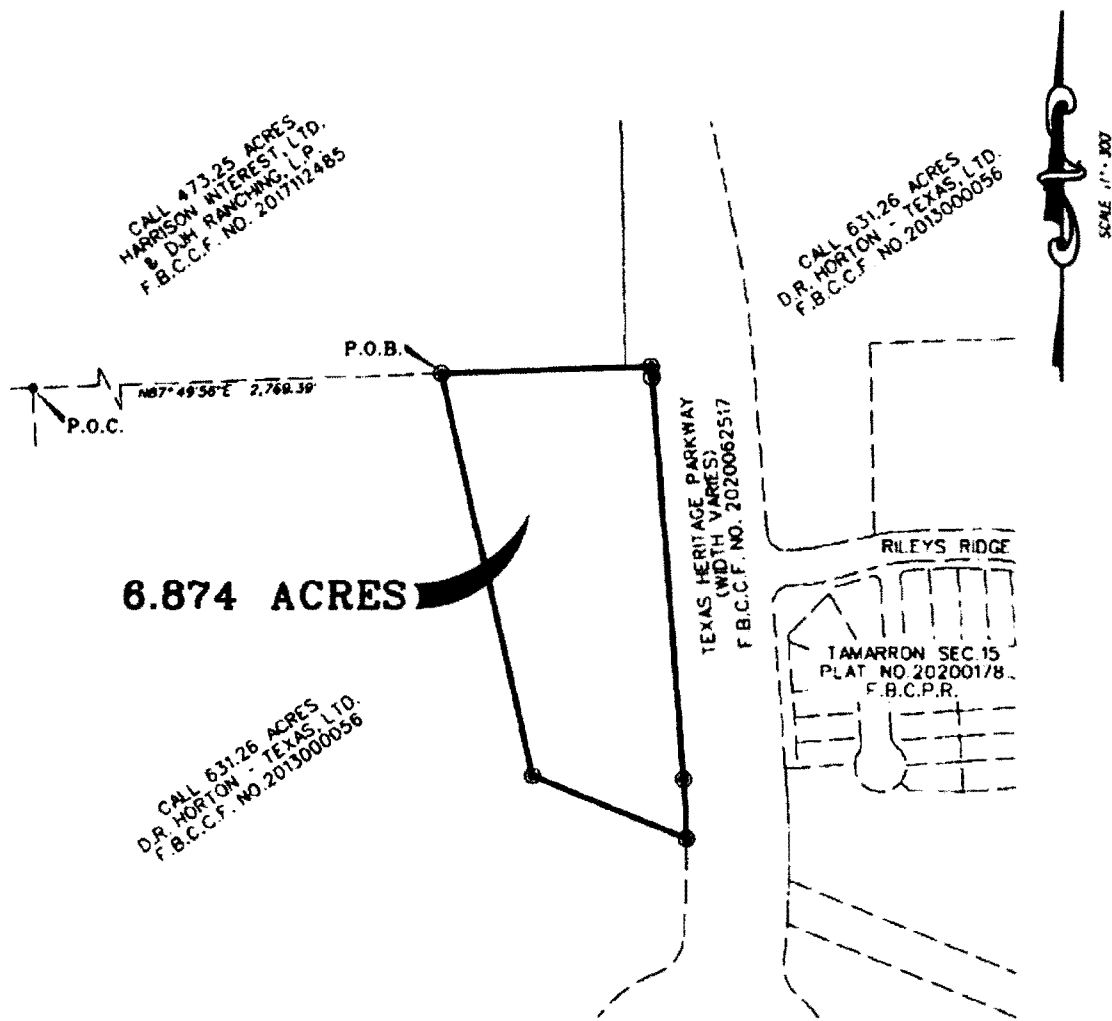 CALL 473.25 ACRES
HARRISON INTEREST, LTD.
& DJH RANCHING, L.P.
F.B.C.C.F. NO. 2017112485
CALL 631.26 ACRES
D.R. HORTON - TEXAS, LTD.
F.B.C.C.F. NO. 2013000056
SCALE 1"=300'
P.O.B.
N87°49'56"E 2,769.39'
P.O.C.
TEXAS HERITAGE PARKWAY
(WIDTH VARIES)
F.B.C.C.F. NO. 2020062517
RILEYS RIDGE
6.874 ACRES
TAMARRON SEC. 15
PLAT NO. 20200178
F.B.C.P.R.
CALL 631.26 ACRES
D.R. HORTON - TEXAS, LTD.
F.B.C.C.F. NO. 2013000056